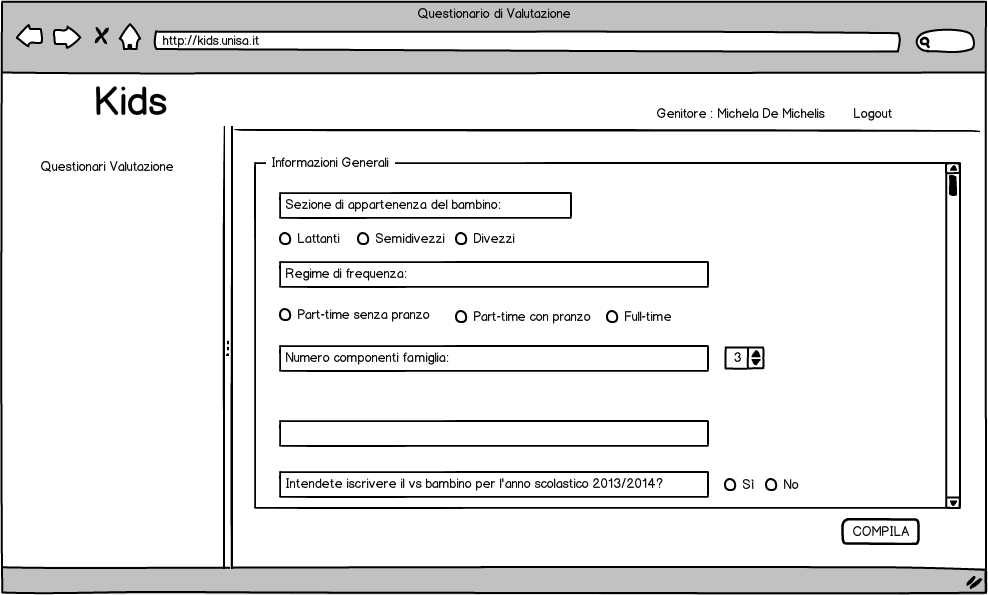 Questionario di Valutazione
http://kids.unisa.it
Kids
Genitore : Michela De Michelis Logout
Questionari Valutazione
Informazioni Generali
Sezione di appartenenza del bambino:
Lattanti Semidivezzi Divezzi
Regime di frequenza:
Part-time senza pranzo Part-time con pranzo Full-time
Numero componenti famiglia: 3
Intendete iscrivere il vs bambino per l'anno scolastico 2013/2014? Sì No
COMPILA